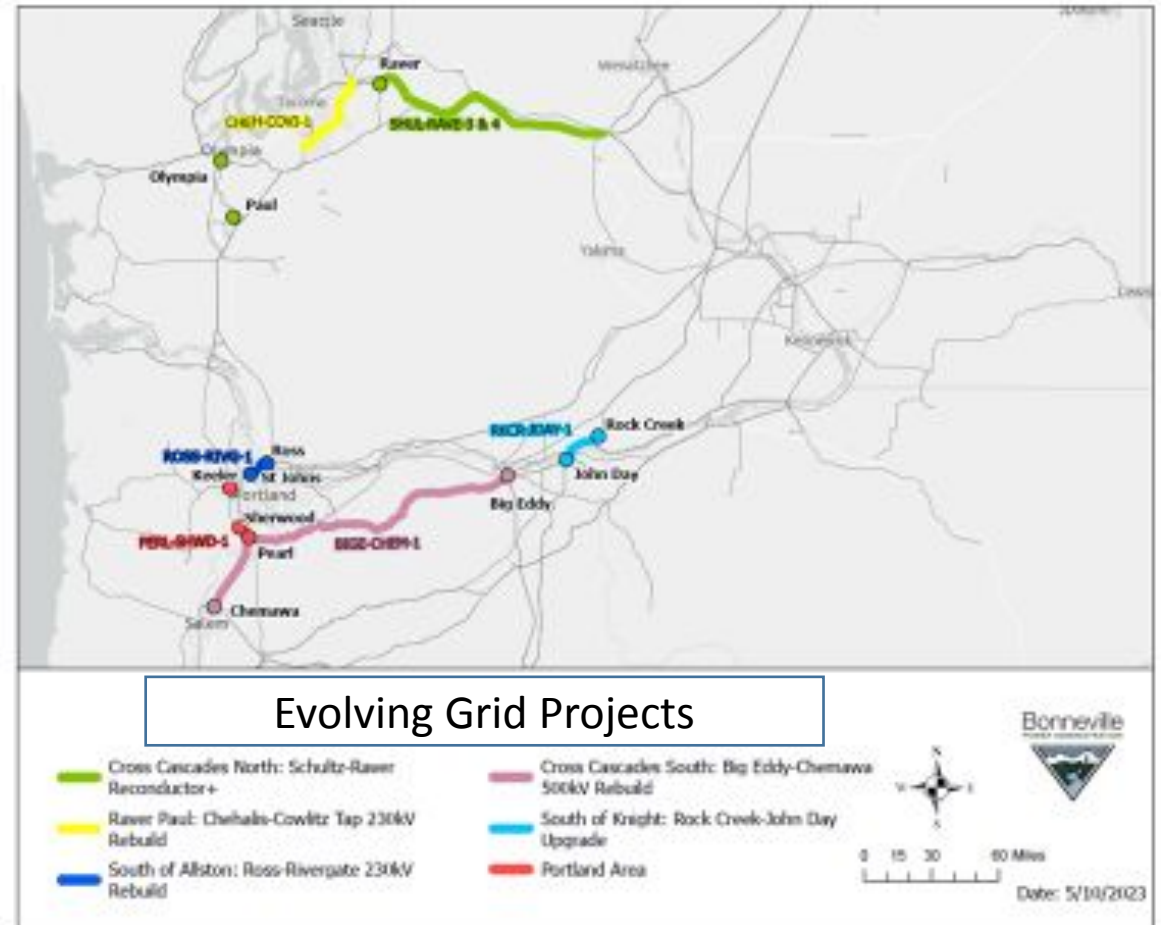 Seattle
Raver
Wenatchee
Tacoma
CHEH-COWI-1
SHUL-RAVE-3 & 4
Olympia
Olympia
Paul
Yakima
Kennewick
RKCR-JDAY-1
Rock Creek
ROSS-RIVG-1
Ross
Keeler
St Johns
John Day
Portland
Big Eddy
Sherwood
PERL-SHWD-1
BIGE-CHEM-1
Pearl
Chemawa
Salem
Evolving Grid Projects
Bonneville
POWER ADMINISTRATION
Cross Cascades North: Schultz-Raver
Reconductor+
Raver Paul: Chehalis-Cowlitz Tap 230kV
Rebuild
South of Allston: Ross-Rivergate 230kV
Rebuild
Cross Cascades South: Big Eddy-Chemawa
500kV Rebuild
South of Knight: Rock Creek-John Day
Upgrade
Portland Area
N
W E
S
0 15 30 60 Miles
Date: 5/10/2023